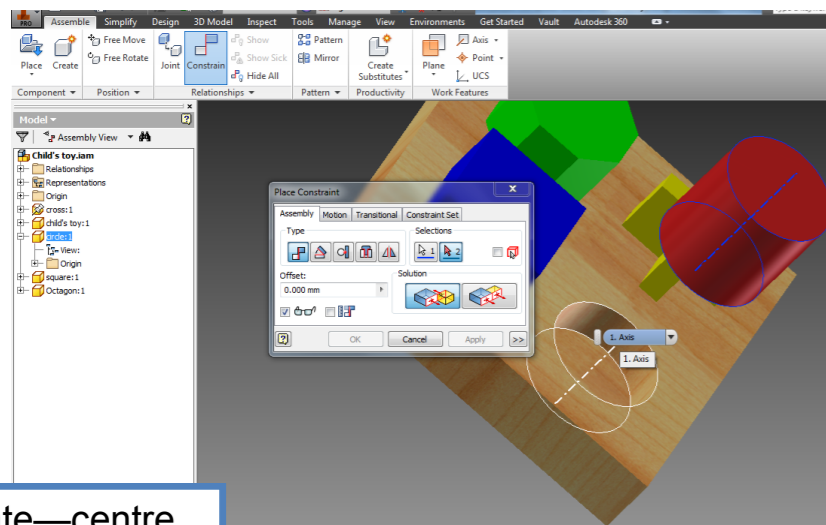 PRO Assemble Simplify Design 3D Model Inspect Tools Manage View Environments Get Started Vault Autodesk 360
Place Create Free Move Free Rotate Joint Constrain Show Show Sick Hide All Pattern Mirror Create Substitutes Plane Axis Point UCS
Component Position Relationships Pattern Productivity Work Features
Model
Assembly View
Child's toy.iam
Relationships
Representations
Origin
cross:1
child's toy:1
circle:1
View:
Origin
square:1
Octagon:1
Place Constraint
Assembly Motion Transitional Constraint Set
Type Selections
1 2
Offset: Solution
0.000 mm
OK Cancel Apply >>
1. Axis
1. Axis